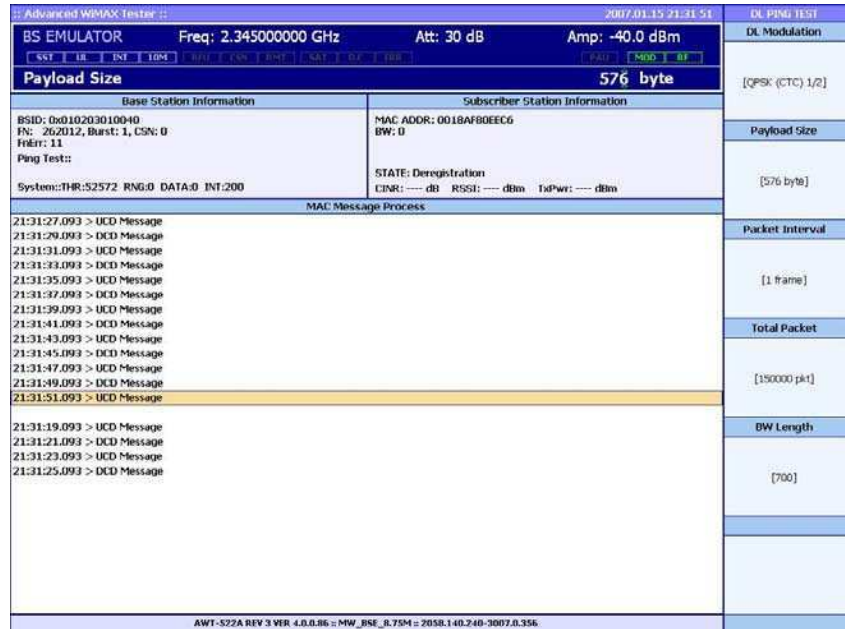 :: Advanced WiMAX Tester ::
2007.01.15 21:31:51
DL PING TEST
BS EMULATOR
Freq: 2.345000000 GHz
Att: 30 dB
Amp: -40.0 dBm
SST UL INT 10M
MOD RF
Payload Size
576 byte
Base Station Information
Subscriber Station Information
BSID: 0x010203010040
FN: 262012, Burst: 1, CSN: 0
FnErr: 11
Ping Test::
System::THR:52572 RNG:0 DATA:0 INT:200
MAC ADDR: 0018AF80EEC6
BW: 0
STATE: Deregistration
CINR: ---- dB RSSI: ---- dBm TxPwr: ---- dBm
MAC Message Process
21:31:27.093 > UCD Message
21:31:29.093 > DCD Message
21:31:31.093 > UCD Message
21:31:33.093 > DCD Message
21:31:35.093 > UCD Message
21:31:37.093 > DCD Message
21:31:39.093 > UCD Message
21:31:41.093 > DCD Message
21:31:43.093 > UCD Message
21:31:45.093 > DCD Message
21:31:47.093 > UCD Message
21:31:49.093 > DCD Message
21:31:51.093 > UCD Message
21:31:19.093 > UCD Message
21:31:21.093 > DCD Message
21:31:23.093 > UCD Message
21:31:25.093 > DCD Message
DL Modulation
[QPSK (CTC) 1/2]
Payload Size
[576 byte]
Packet Interval
[1 frame]
Total Packet
[150000 pkt]
BW Length
[700]
AWT-S22A REV 3 VER 4.0.0.86 :: MW_BSE_8.75M :: 2058.140.240-3007.0.356